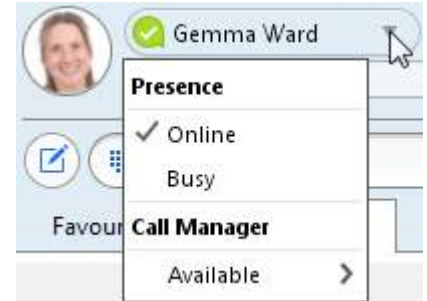 Gemma Ward
Presence
Online
Busy
Favour
Call Manager
Available